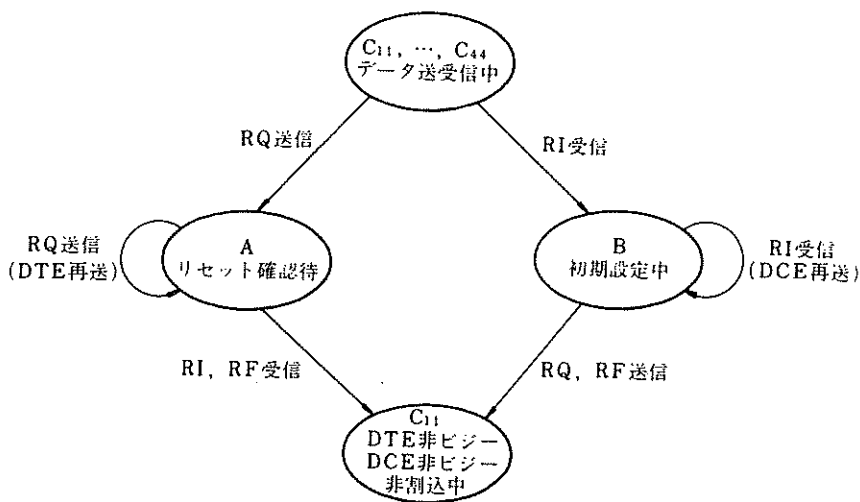 C₁₁, …, C₄₄
データ送受信中
RQ送信
RI受信
RQ送信
(DTE再送)
A
リセット確認待
B
初期設定中
RI受信
(DCE再送)
RI, RF受信
RQ, RF送信
C₁₁
DTE非ビジー
DCE非ビジー
非割込中